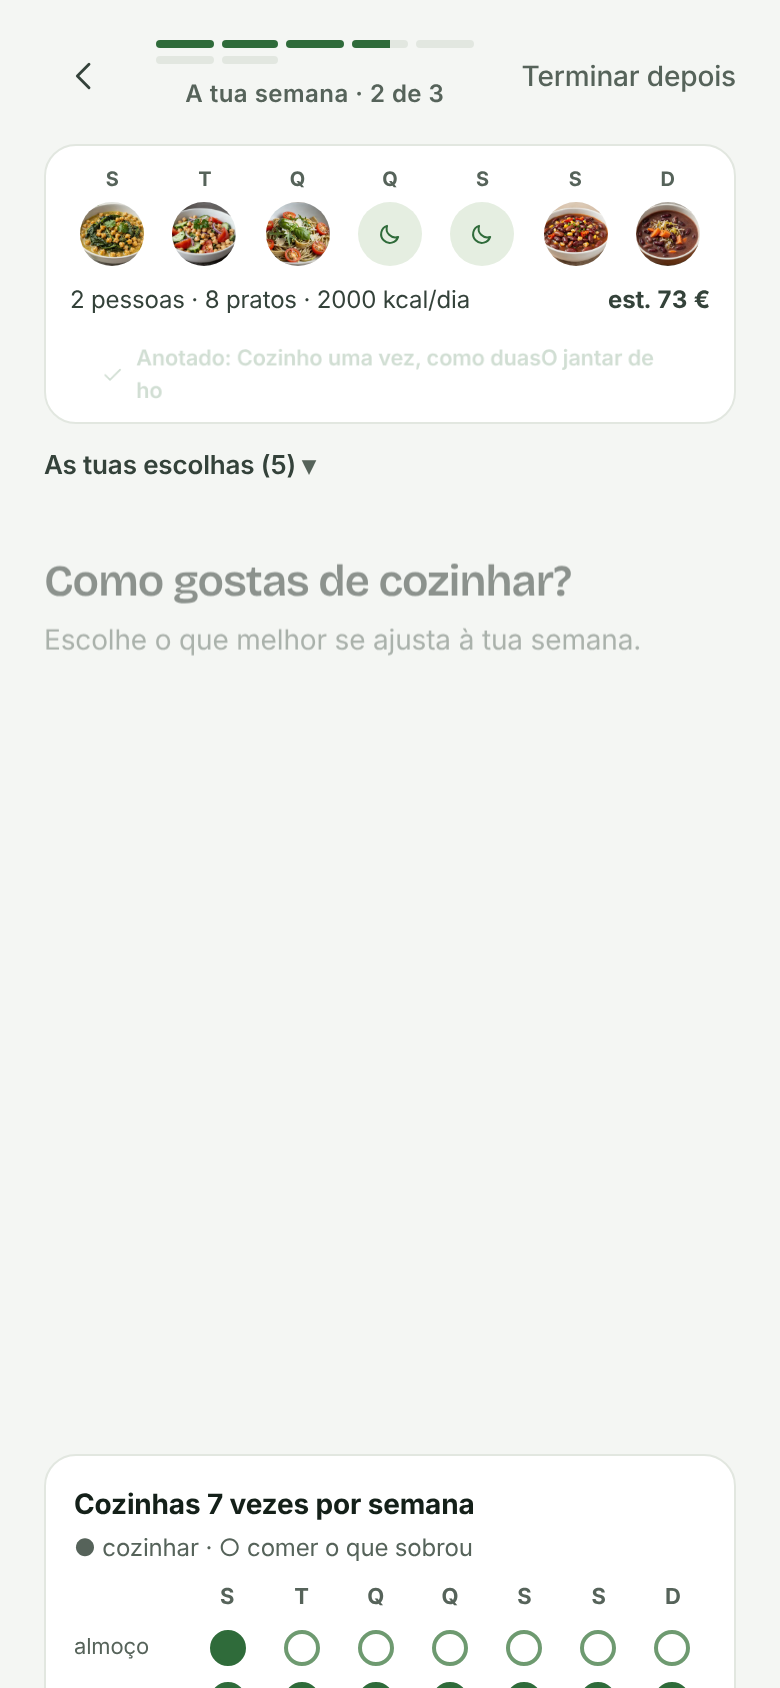 A tua semana · 2 de 3
Terminar depois
S T Q Q S S D
2 pessoas · 8 pratos · 2000 kcal/dia est. 73 €
Anotado: Cozinho uma vez, como duasO jantar de
ho
As tuas escolhas (5) ▾
Como gostas de cozinhar?
Escolhe o que melhor se ajusta à tua semana.
Cozinhas 7 vezes por semana
● cozinhar · ○ comer o que sobrou
S T Q Q S S D
almoço